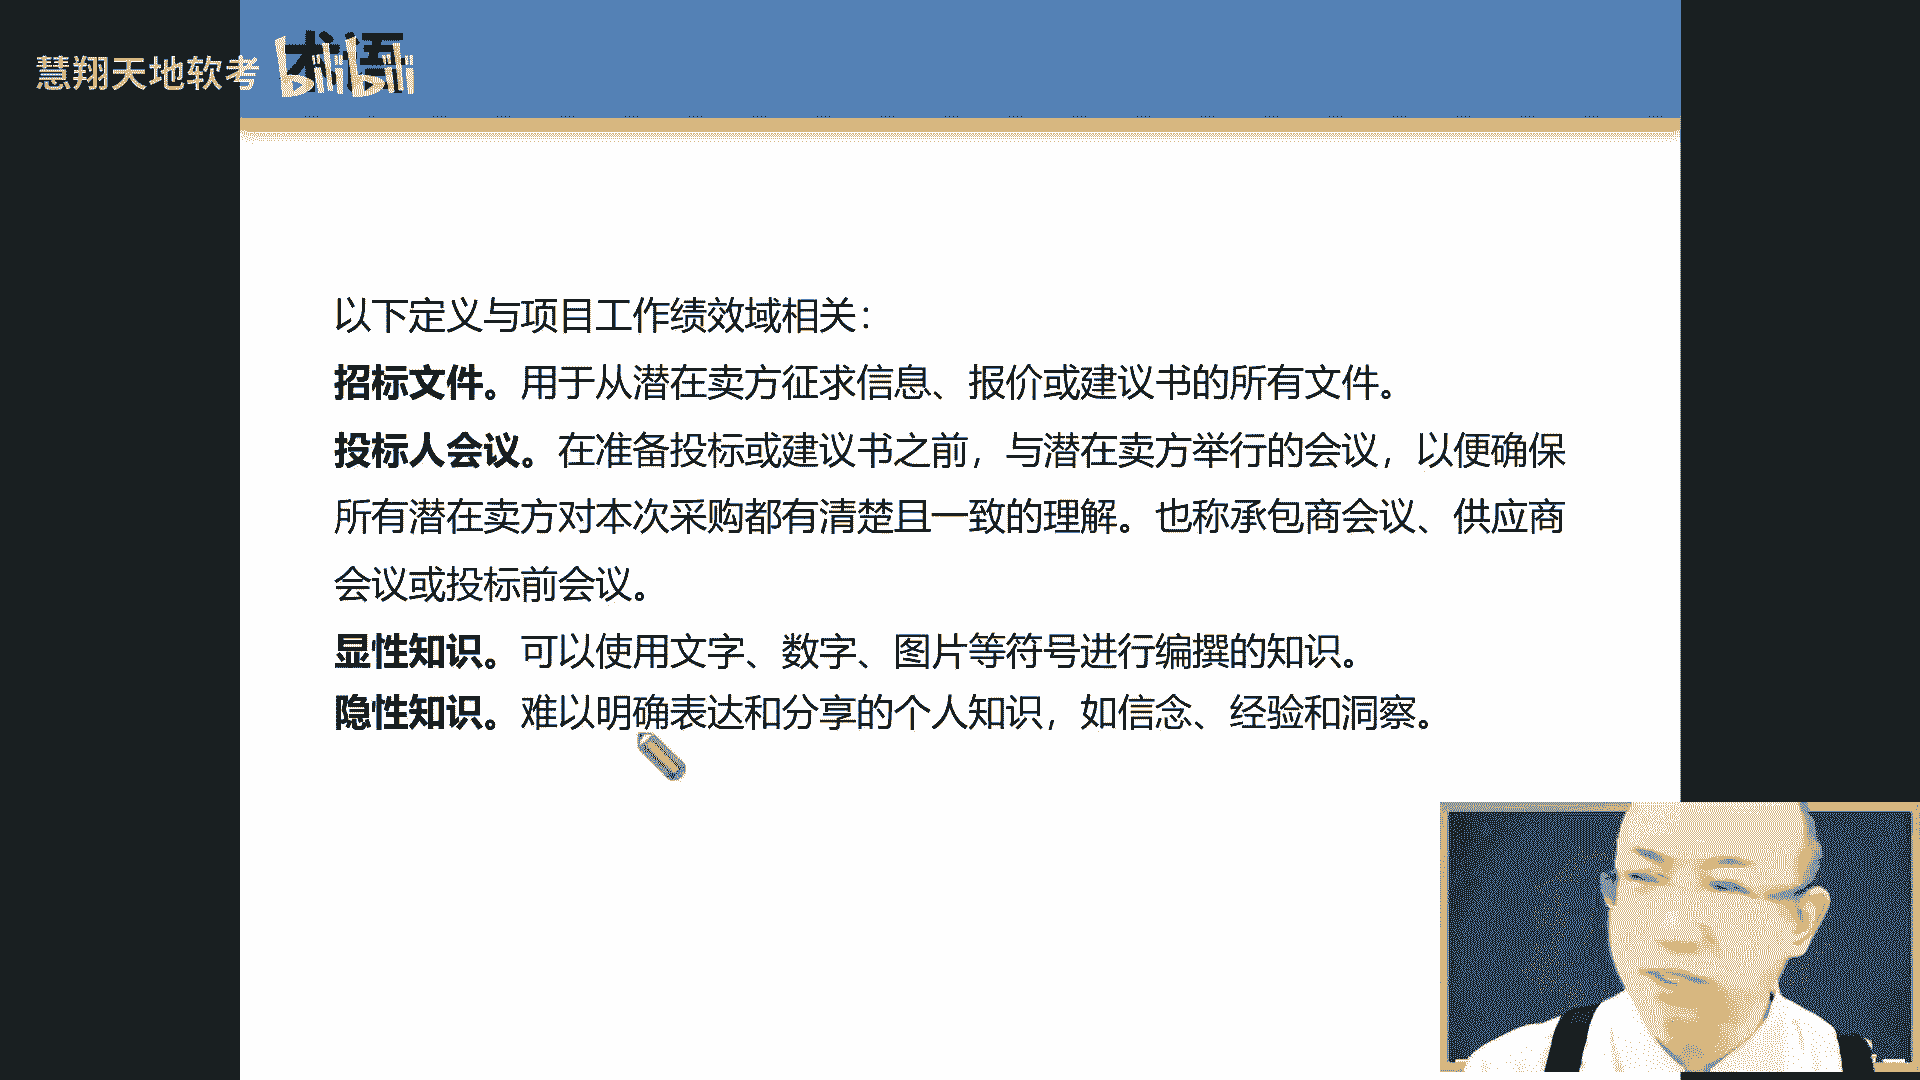 慧翔天地软考
术语
bilibili
以下定义与项目工作绩效域相关：
招标文件。用于从潜在卖方征求信息、报价或建议书的所有文件。
投标人会议。在准备投标或建议书之前，与潜在卖方举行的会议，以便确保
所有潜在卖方对本次采购都有清楚且一致的理解。也称承包商会议、供应商
会议或投标前会议。
显性知识。可以使用文字、数字、图片等符号进行编撰的知识。
隐性知识。难以明确表达和分享的个人知识，如信念、经验和洞察。